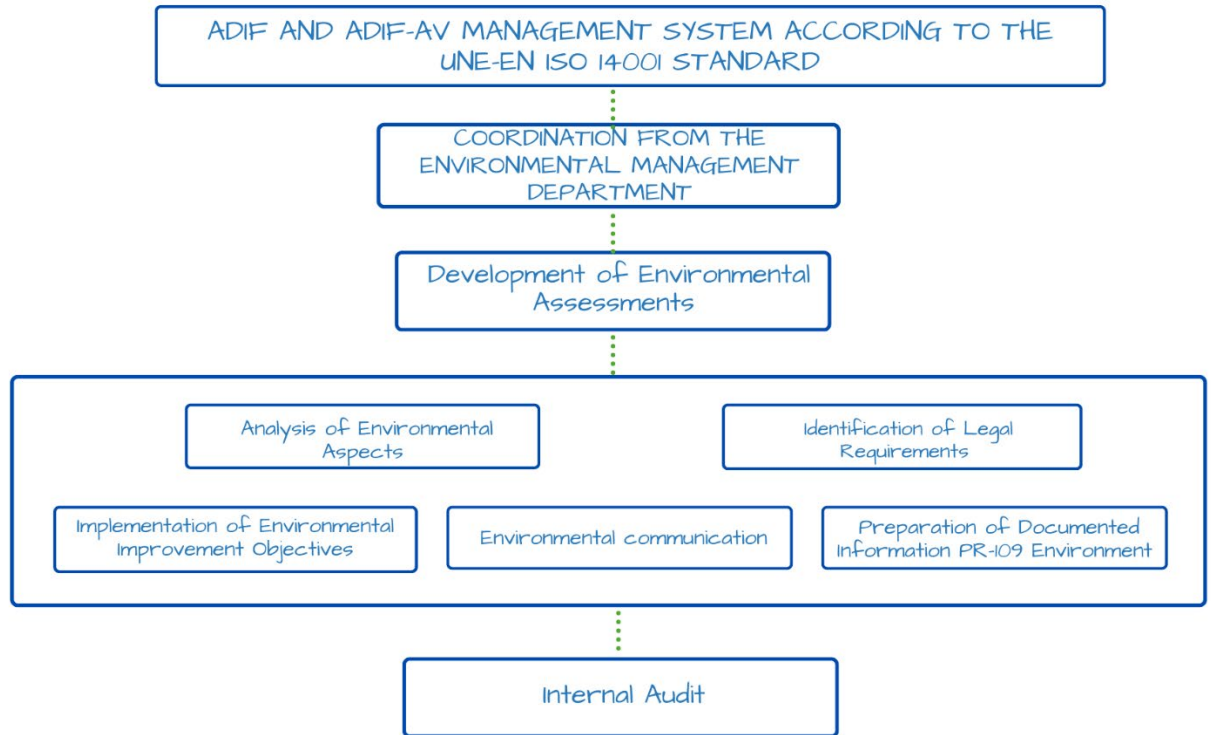 ADIF AND ADIF-AV MANAGEMENT SYSTEM ACCORDING TO THE
UNE-EN ISO 14001 STANDARD
COORDINATION FROM THE
ENVIRONMENTAL MANAGEMENT
DEPARTMENT
Development of Environmental
Assessments
Analysis of Environmental
Aspects
Identification of Legal
Requirements
Implementation of Environmental
Improvement Objectives
Environmental communication
Preparation of Documented
Information PR-109 Environment
Internal Audit